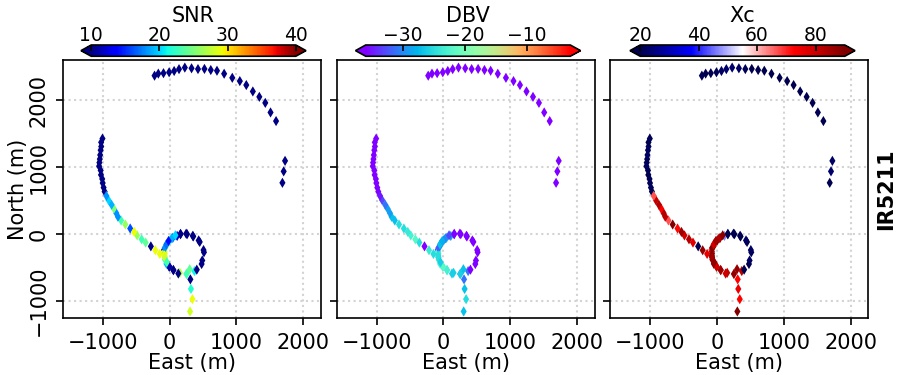 SNR
DBV
Xc
10 20 30 40
−30 −20 −10
20 40 60 80
North (m)
2000
1000
0
−1000
IR5211
−1000 0 1000 2000
−1000 0 1000 2000
−1000 0 1000 2000
East (m)
East (m)
East (m)